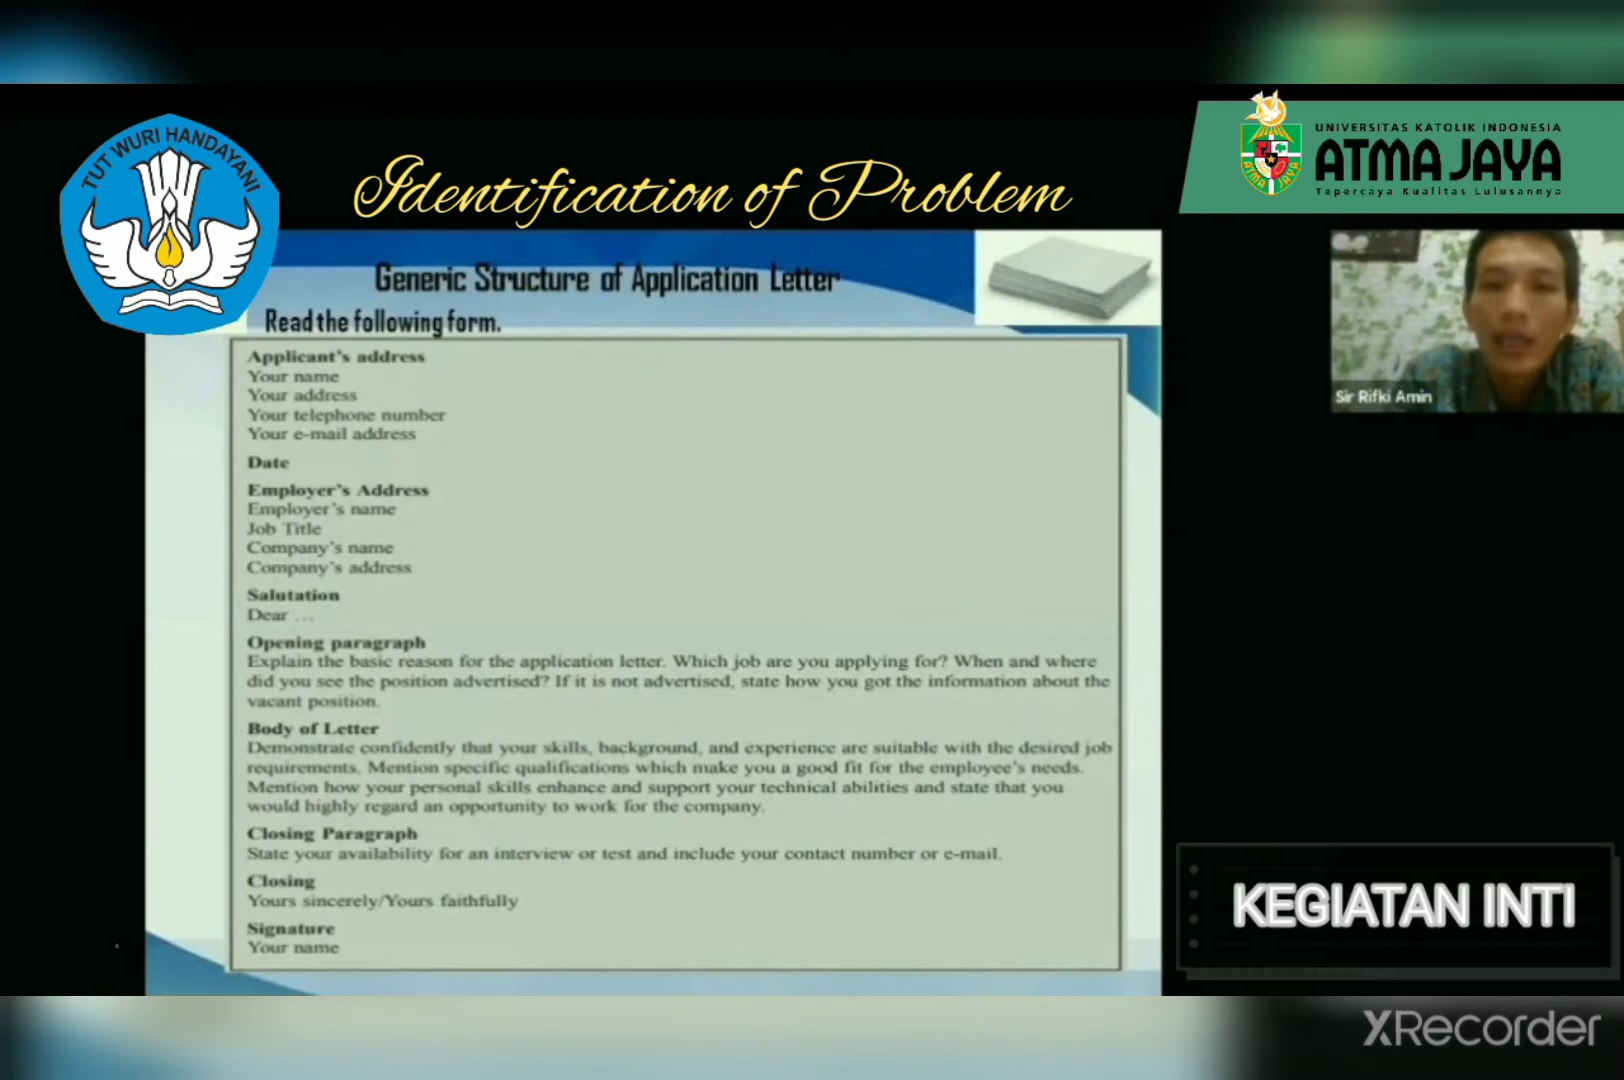 TUT WURI HANDAYANI
Identification of Problem
UNIVERSITAS KATOLIK INDONESIA
ATMA JAYA
Tepercaya Kualitas Lulusannya
ATMA JAYA
Generic Structure of Application Letter
Read the following form.
Applicant's address
Your name
Your address
Your telephone number
Your e-mail address
Date
Employer's Address
Employer's name
Job Title
Company's name
Company's address
Salutation
Dear ...
Opening paragraph
Explain the basic reason for the application letter. Which job are you applying for? When and where
did you see the position advertised? If it is not advertised, state how you got the information about the
vacant position.
Body of Letter
Demonstrate confidently that your skills, background, and experience are suitable with the desired job
requirements. Mention specific qualifications which make you a good fit for the employee's needs.
Mention how your personal skills enhance and support your technical abilities and state that you
would highly regard an opportunity to work for the company.
Closing Paragraph
State your availability for an interview or test and include your contact number or e-mail.
Closing
Yours sincerely/Yours faithfully
Signature
Your name
Sir Rifki Amin
KEGIATAN INTI
XRecorder